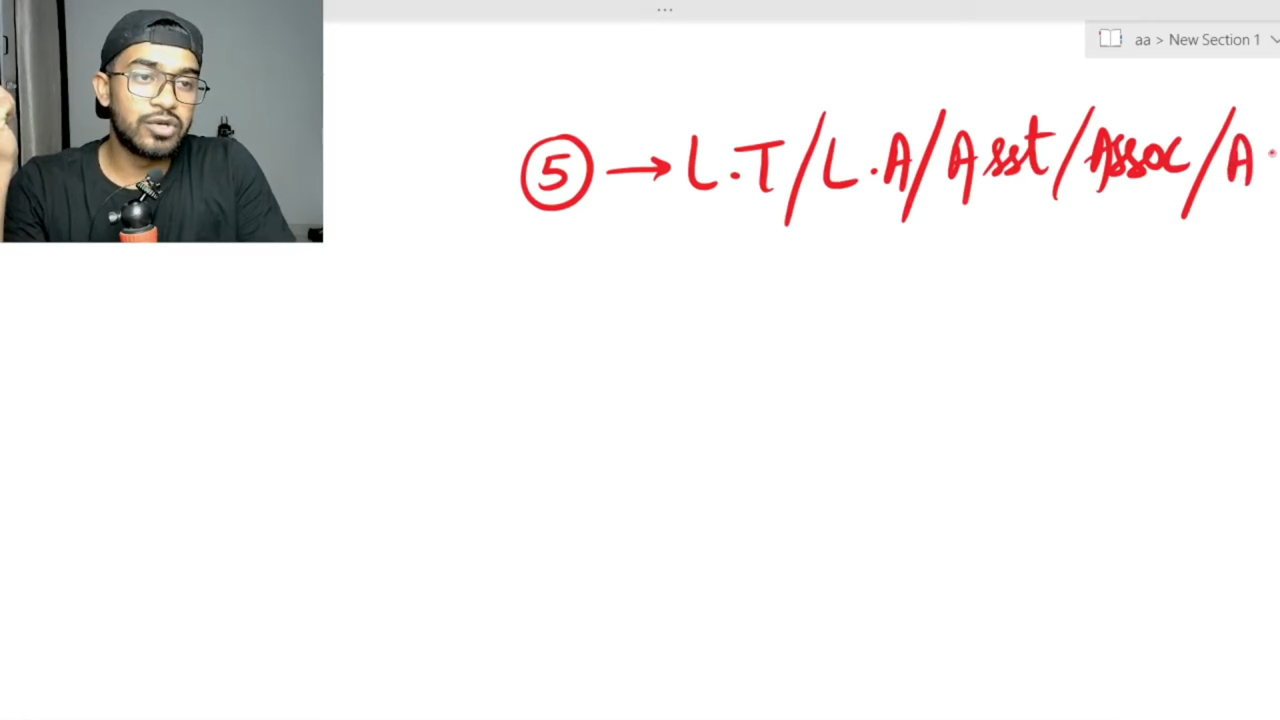 aa > New Section 1
⑤ → L.T/L.A/Asst/Assoc/A.